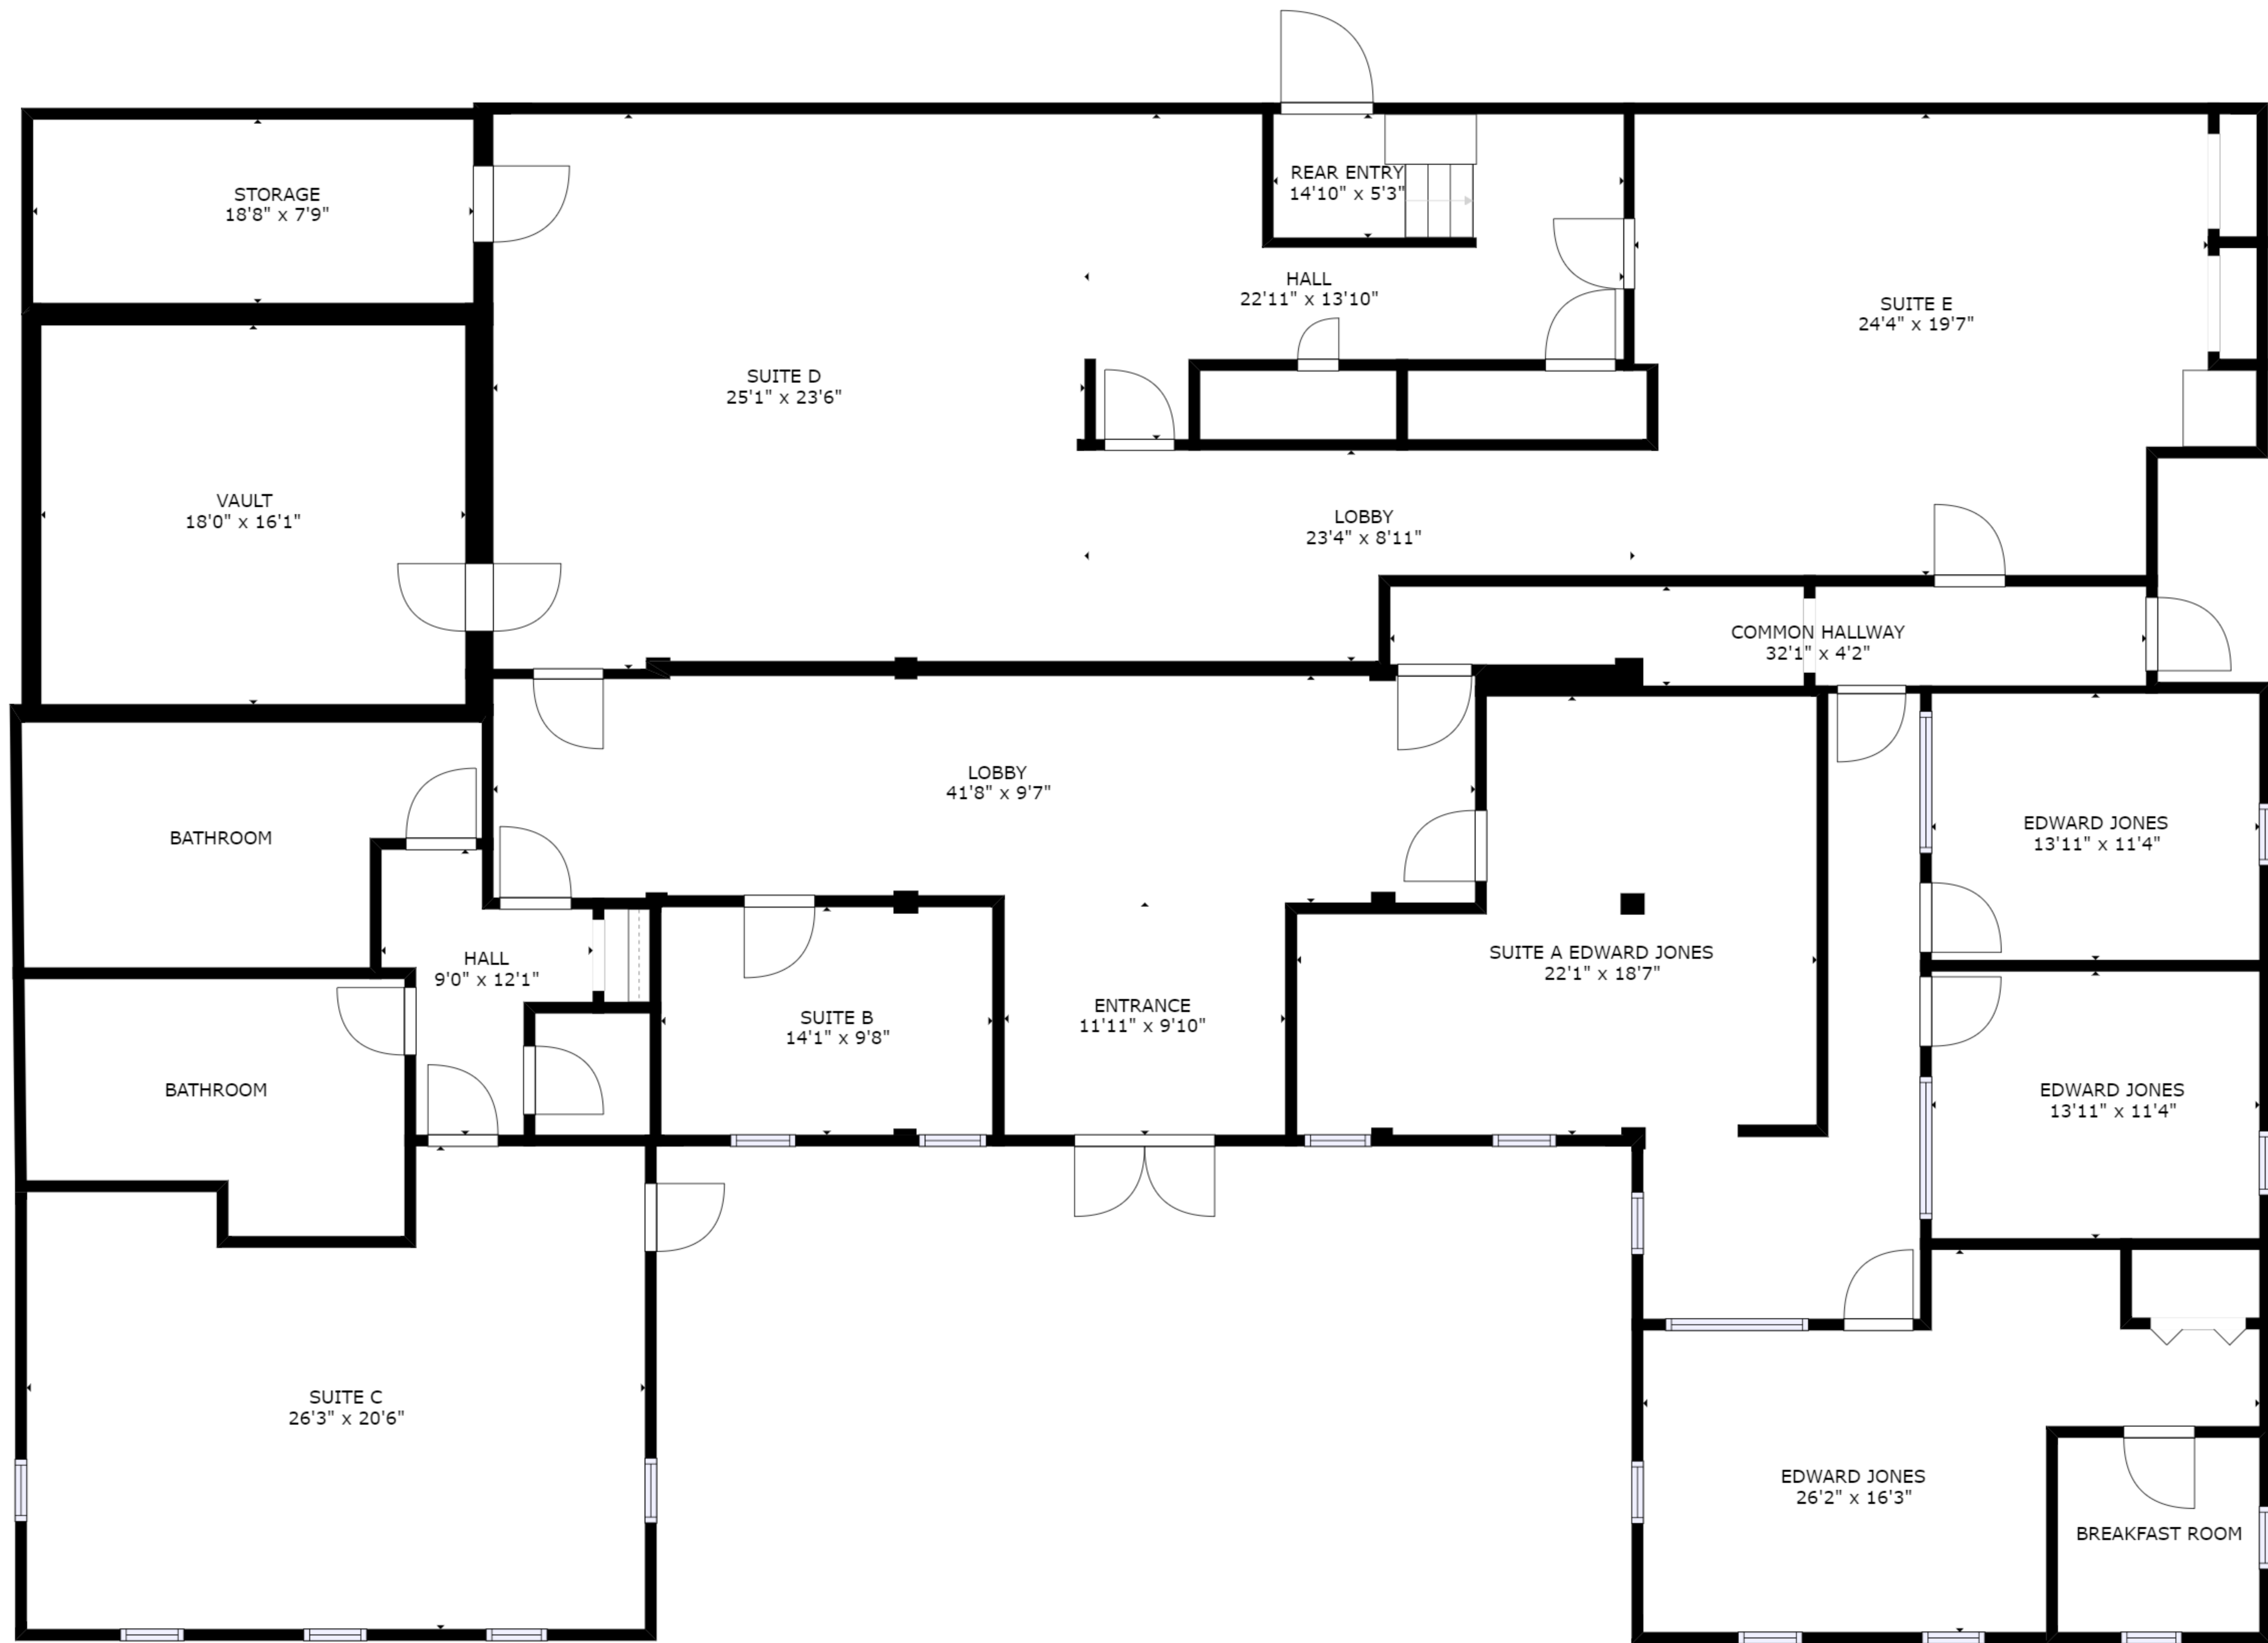 REAR ENTRY
14'10" x 5'3"
STORAGE
18'8" x 7'9"
HALL
22'11" x 13'10"
SUITE E
24'4" x 19'7"
SUITE D
25'1" x 23'6"
VAULT
18'0" x 16'1"
LOBBY
23'4" x 8'11"
COMMON HALLWAY
32'1" x 4'2"
LOBBY
41'8" x 9'7"
BATHROOM
EDWARD JONES
13'11" x 11'4"
HALL
9'0" x 12'1"
SUITE A EDWARD JONES
22'1" x 18'7"
SUITE B
14'1" x 9'8"
ENTRANCE
11'11" x 9'10"
BATHROOM
EDWARD JONES
13'11" x 11'4"
SUITE C
26'3" x 20'6"
EDWARD JONES
26'2" x 16'3"
BREAKFAST ROOM